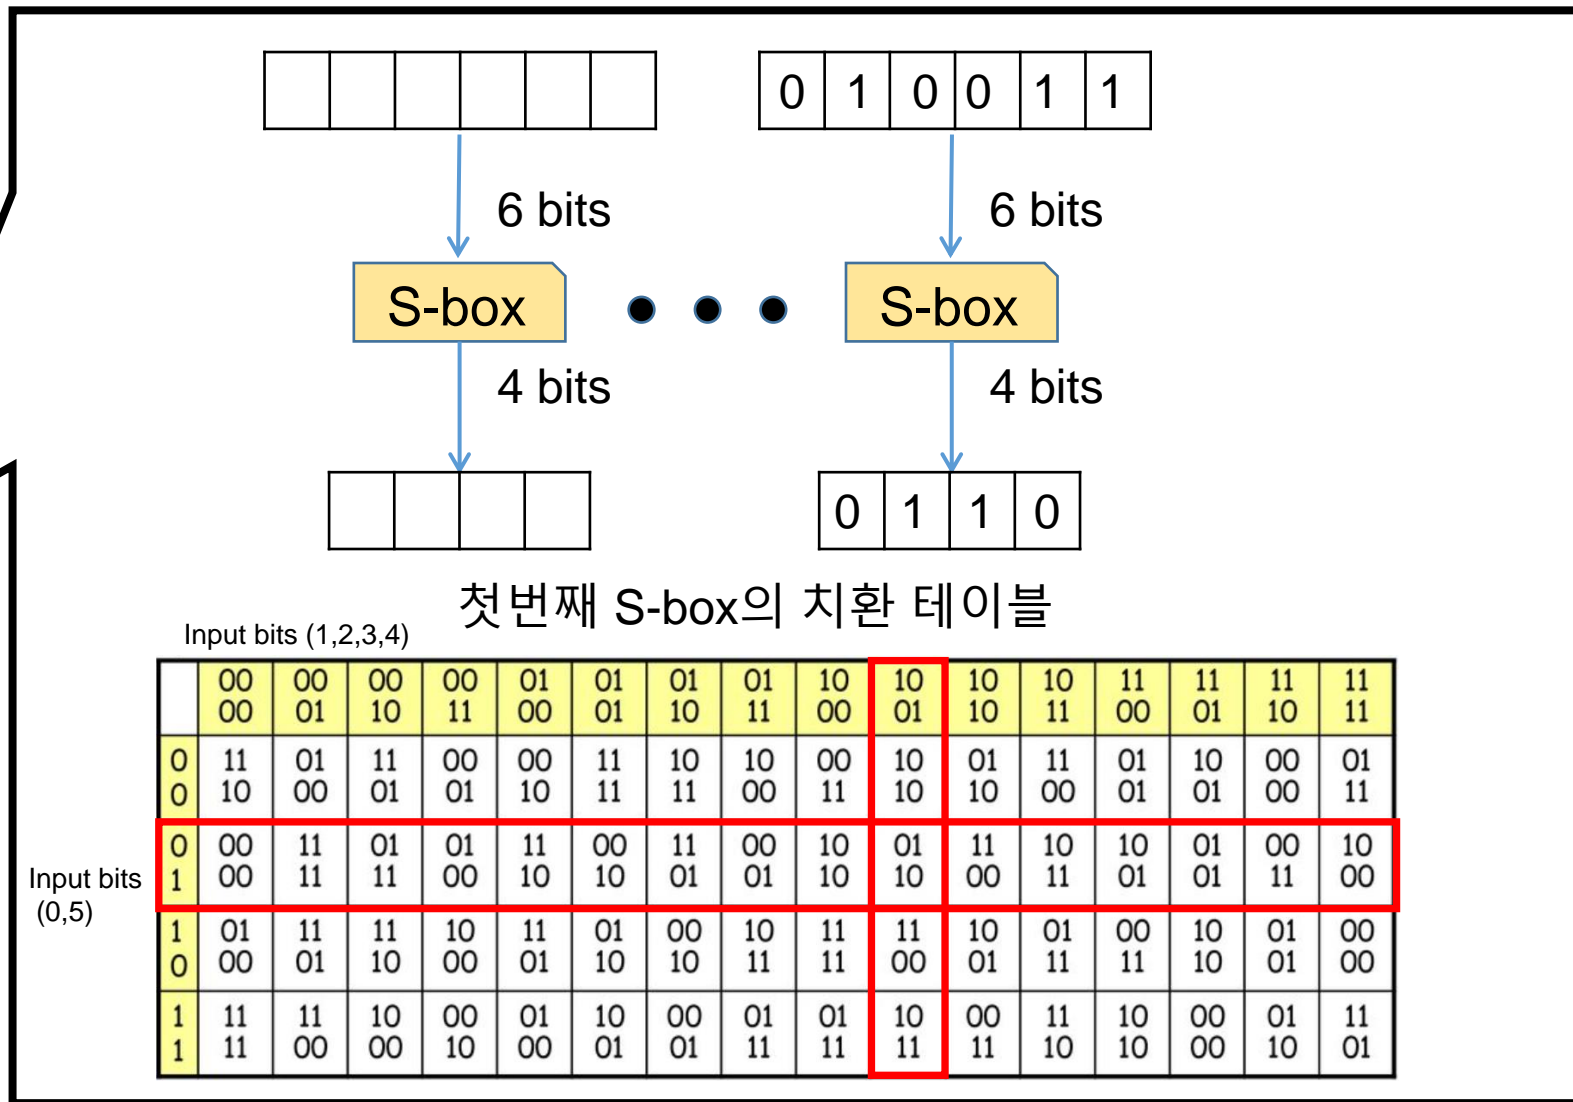 0 1 0 0 1 1
6 bits 6 bits
S-box S-box
4 bits 4 bits
0 1 1 0
첫번째 S-box의 치환 테이블
Input bits (1,2,3,4)
00 00 00 00 01 01 01 01 10 10 10 10 11 11 11 11
00 01 10 11 00 01 10 11 00 01 10 11 00 01 10 11
0 11 01 11 00 00 11 10 10 00 10 01 11 01 10 00 01
0 10 00 01 01 10 11 11 00 11 10 10 00 01 01 00 11
0 00 11 01 01 11 00 11 00 10 01 11 10 10 01 00 10
1 00 11 11 00 10 10 01 01 10 10 00 11 01 01 11 00
Input bits
(0,5)
1 01 11 11 10 11 01 00 10 11 11 10 01 00 10 01 00
0 00 01 10 00 01 10 10 11 11 00 01 11 11 10 01 00
1 11 11 10 00 01 10 00 01 01 10 00 11 10 00 01 11
1 11 00 00 10 00 01 01 11 11 11 11 10 10 00 10 01